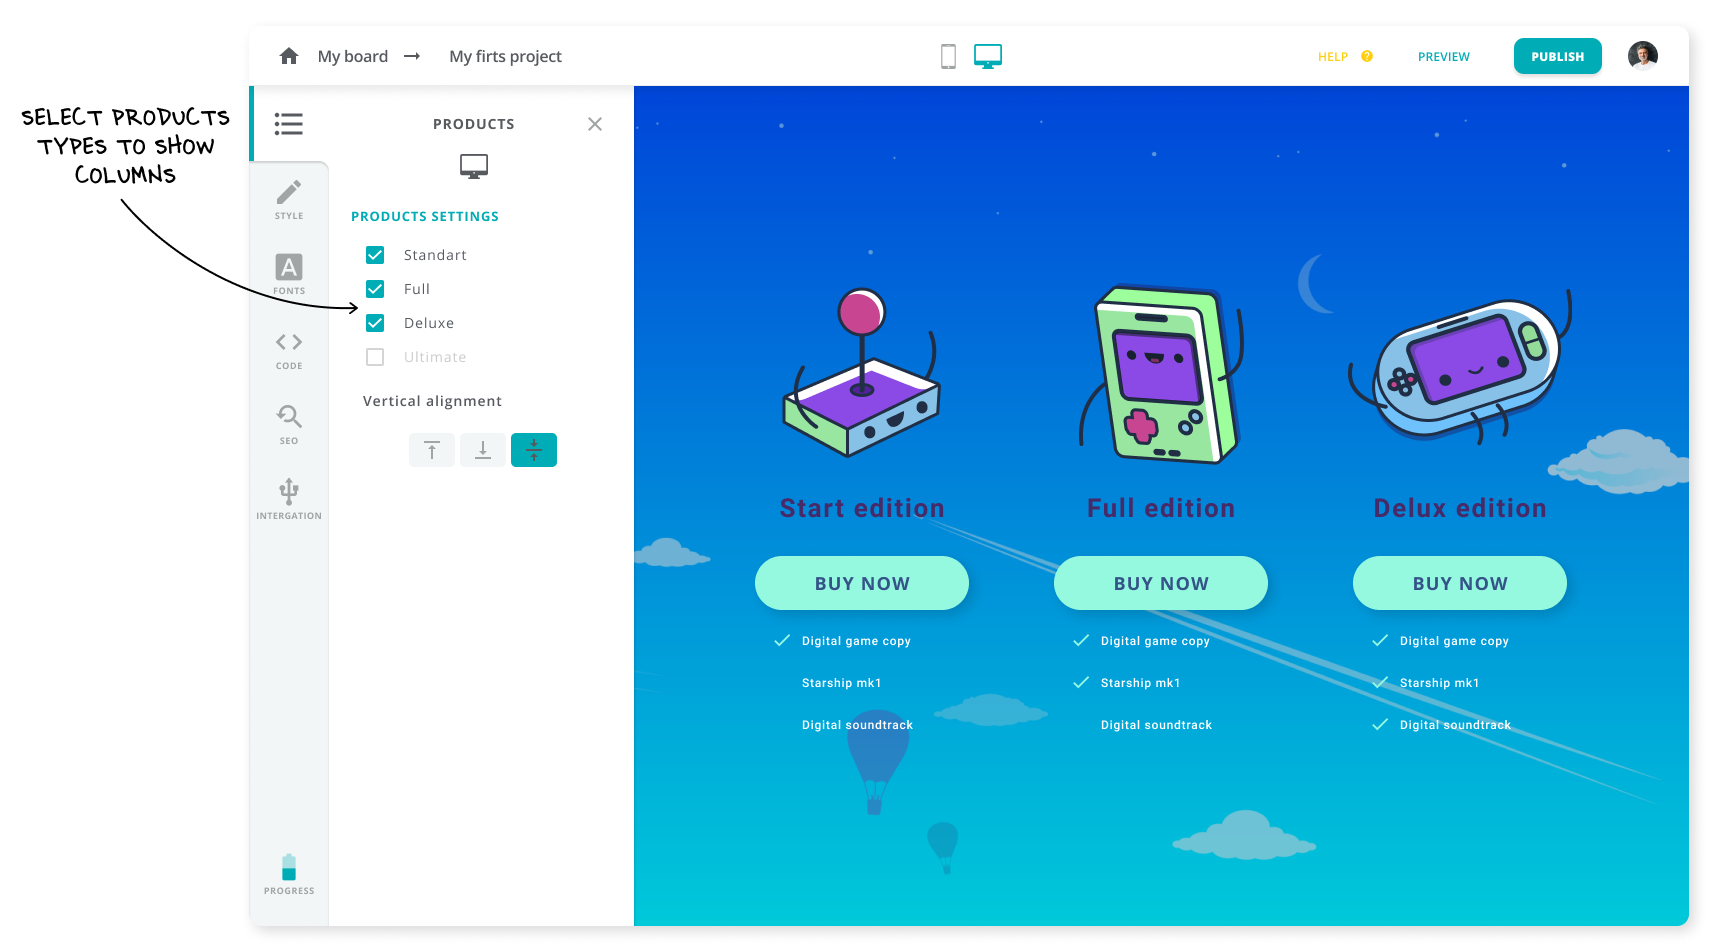 My board
My firts project
HELP
PREVIEW
PUBLISH
SELECT PRODUCTS
TYPES TO SHOW
COLUMNS
STYLE
FONTS
CODE
SEO
INTERGATION
PROGRESS
PRODUCTS
PRODUCTS SETTINGS
Standart
Full
Deluxe
Ultimate
Vertical alignment
Start edition
BUY NOW
Digital game copy
Starship mk1
Digital soundtrack
Full edition
BUY NOW
Digital game copy
Starship mk1
Digital soundtrack
Delux edition
BUY NOW
Digital game copy
Starship mk1
Digital soundtrack